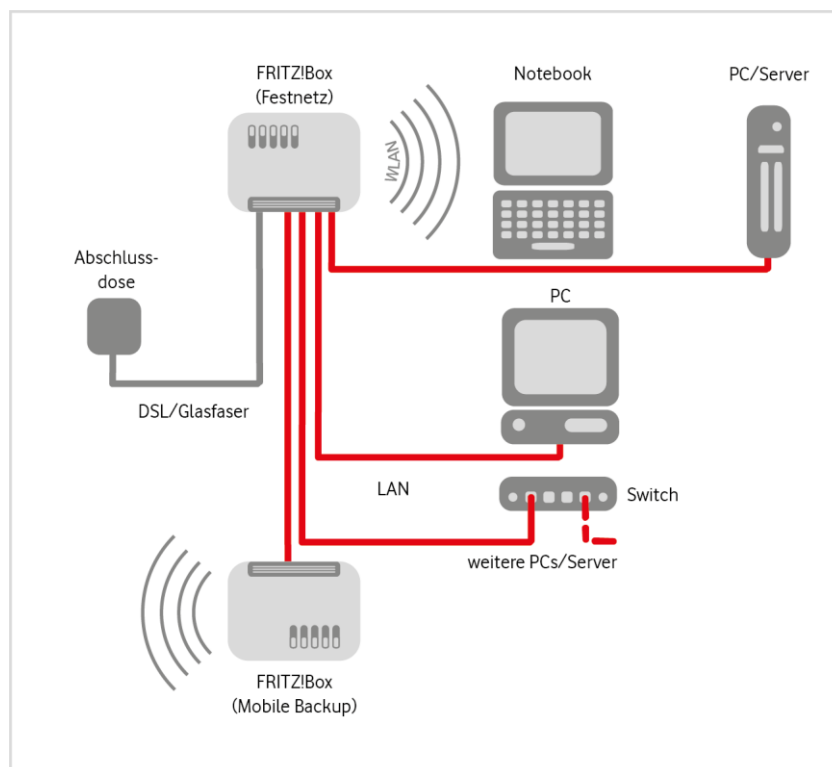 FRITZ!Box
(Festnetz)
Notebook
PC/Server
WLAN
Abschluss-
dose
PC
DSL/Glasfaser
LAN
Switch
weitere PCs/Server
FRITZ!Box
(Mobile Backup)